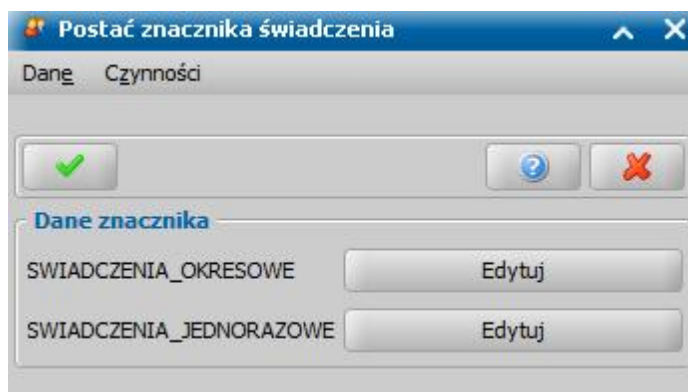 Postać znacznika świadczenia
Dane Czynności
Dane znacznika
SWIADCZENIA_OKRESOWE Edytuj
SWIADCZENIA_JEDNORAZOWE Edytuj